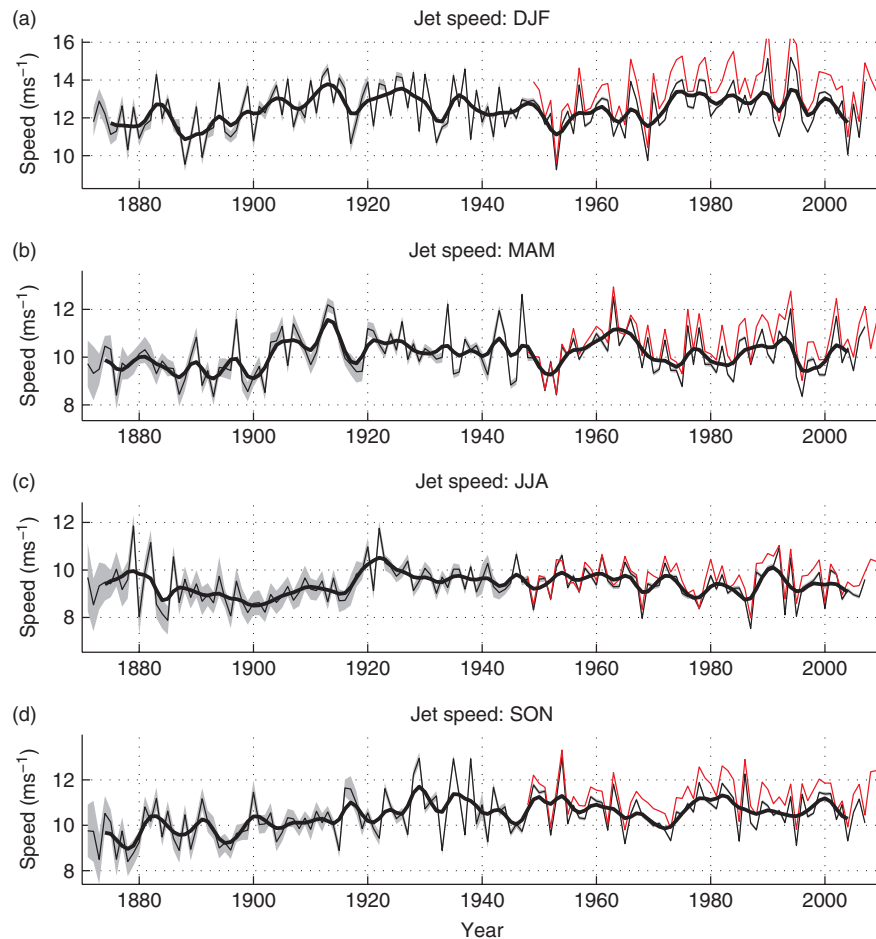 (a) Jet speed: DJF
Speed (ms⁻¹)
16
14
12
10
1880 1900 1920 1940 1960 1980 2000
(b) Jet speed: MAM
Speed (ms⁻¹)
12
10
8
1880 1900 1920 1940 1960 1980 2000
(c) Jet speed: JJA
Speed (ms⁻¹)
12
10
8
1880 1900 1920 1940 1960 1980 2000
(d) Jet speed: SON
Speed (ms⁻¹)
12
10
8
1880 1900 1920 1940 1960 1980 2000
Year